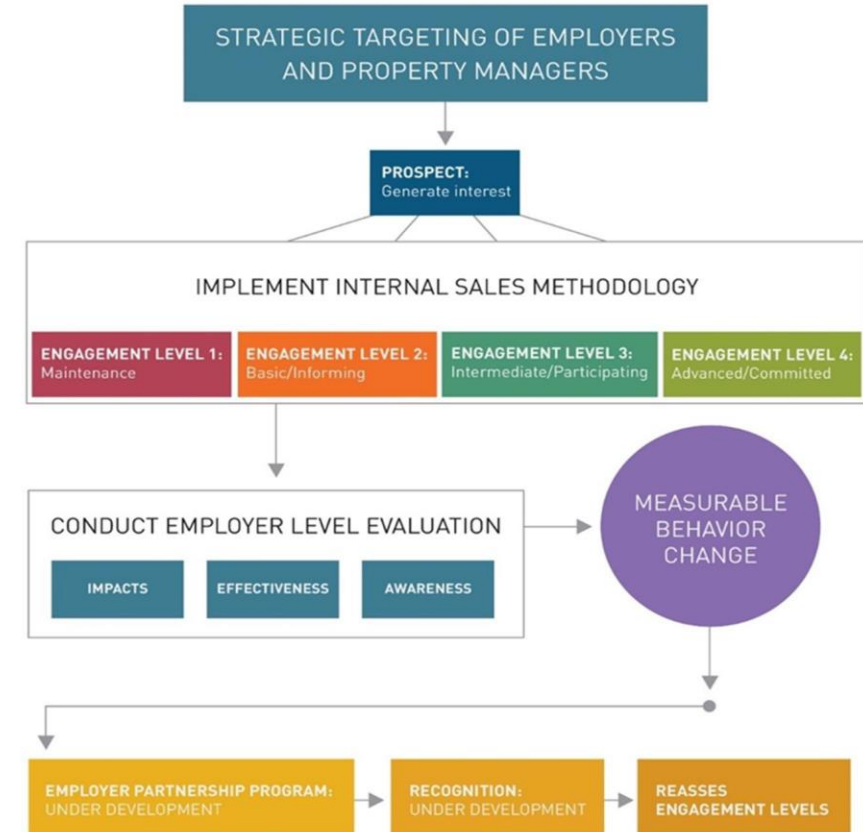 STRATEGIC TARGETING OF EMPLOYERS
AND PROPERTY MANAGERS
PROSPECT:
Generate interest
IMPLEMENT INTERNAL SALES METHODOLOGY
ENGAGEMENT LEVEL 1:
Maintenance
ENGAGEMENT LEVEL 2:
Basic/Informing
ENGAGEMENT LEVEL 3:
Intermediate/Participating
ENGAGEMENT LEVEL 4:
Advanced/Committed
CONDUCT EMPLOYER LEVEL EVALUATION
IMPACTS
EFFECTIVENESS
AWARENESS
MEASURABLE
BEHAVIOR
CHANGE
EMPLOYER PARTNERSHIP PROGRAM:
UNDER DEVELOPMENT
RECOGNITION:
UNDER DEVELOPMENT
REASSES
ENGAGEMENT LEVELS